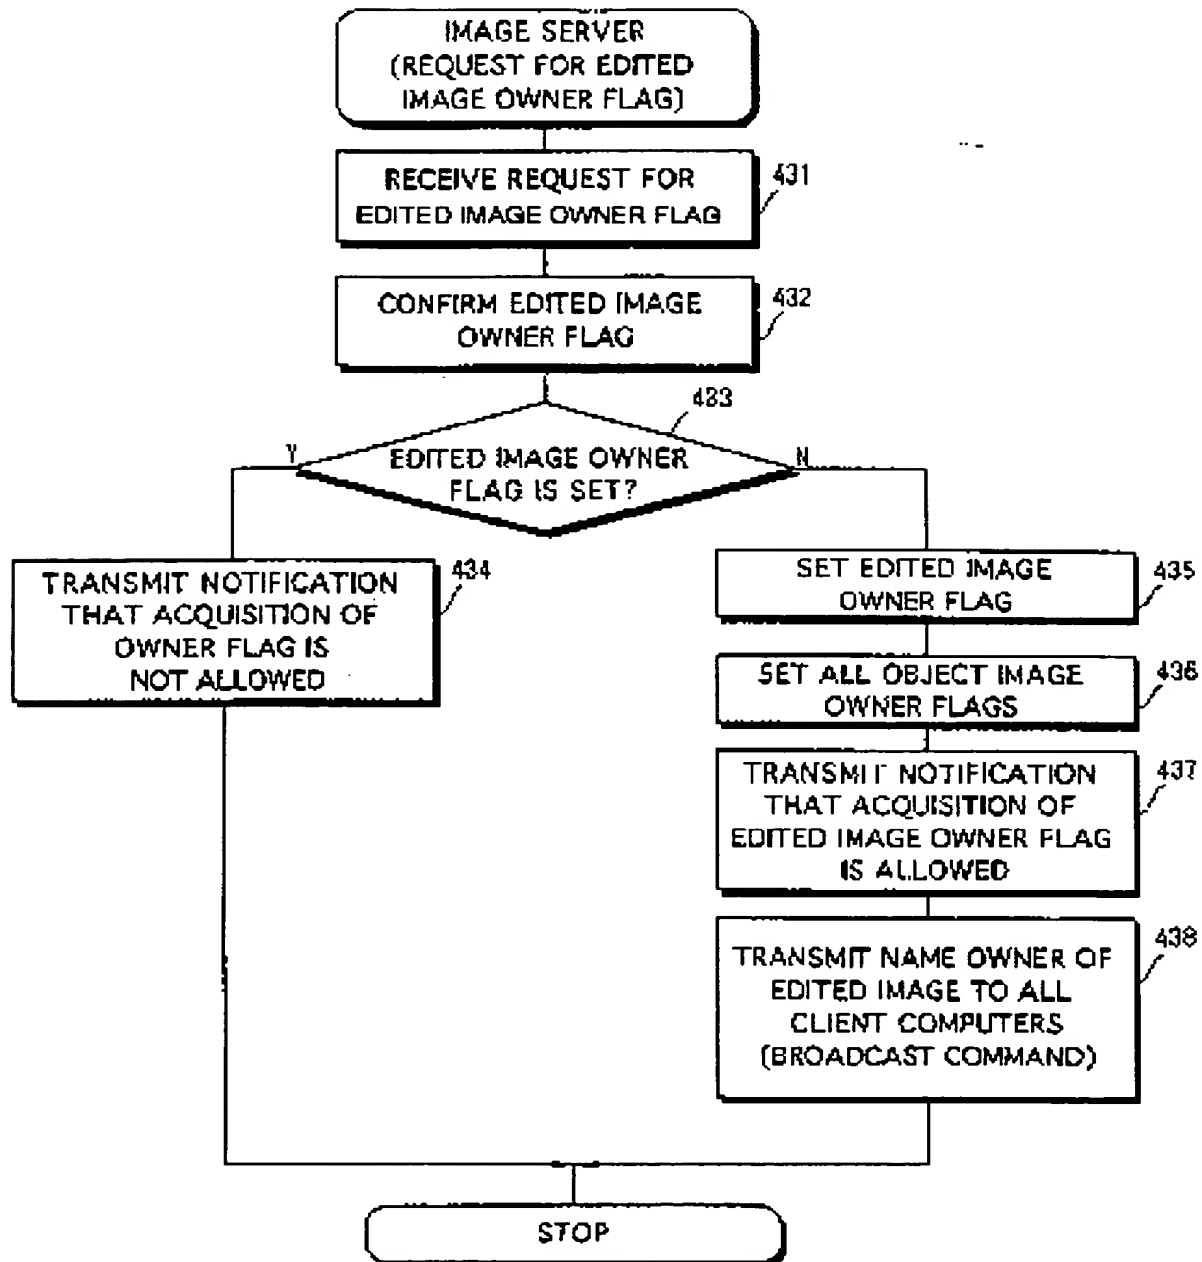 IMAGE SERVER
(REQUEST FOR EDITED
IMAGE OWNER FLAG)
RECEIVE REQUEST FOR
EDITED IMAGE OWNER FLAG
431
CONFIRM EDITED IMAGE
OWNER FLAG
432
433
Y
EDITED IMAGE OWNER
FLAG IS SET?
N
TRANSMIT NOTIFICATION
THAT ACQUISITION OF
OWNER FLAG IS
NOT ALLOWED
434
SET EDITED IMAGE
OWNER FLAG
435
SET ALL OBJECT IMAGE
OWNER FLAGS
436
TRANSMIT NOTIFICATION
THAT ACQUISITION OF
EDITED IMAGE OWNER FLAG
IS ALLOWED
437
TRANSMIT NAME OWNER OF
EDITED IMAGE TO ALL
CLIENT COMPUTERS
(BROADCAST COMMAND)
438
STOP